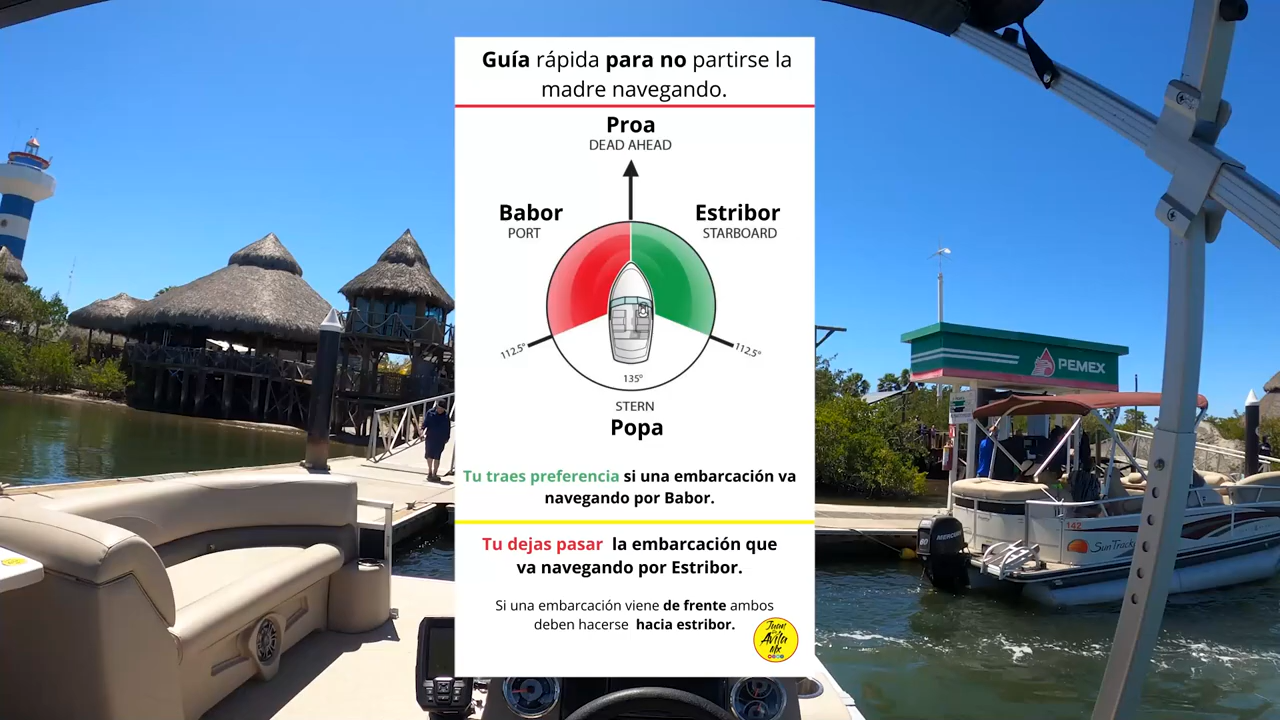 Guía rápida para no partirse la
madre navegando.
Proa
DEAD AHEAD
Babor
PORT
Estribor
STARBOARD
112.5°
112.5°
135º
STERN
Popa
Tu traes preferencia si una embarcación va
navegando por Babor.
Tu dejas pasar la embarcación que
va navegando por Estribor.
Si una embarcación viene de frente ambos
deben hacerse hacia estribor.
Juan
Avila
Mx
PEMEX
60
MERCURY
142
SunTracker